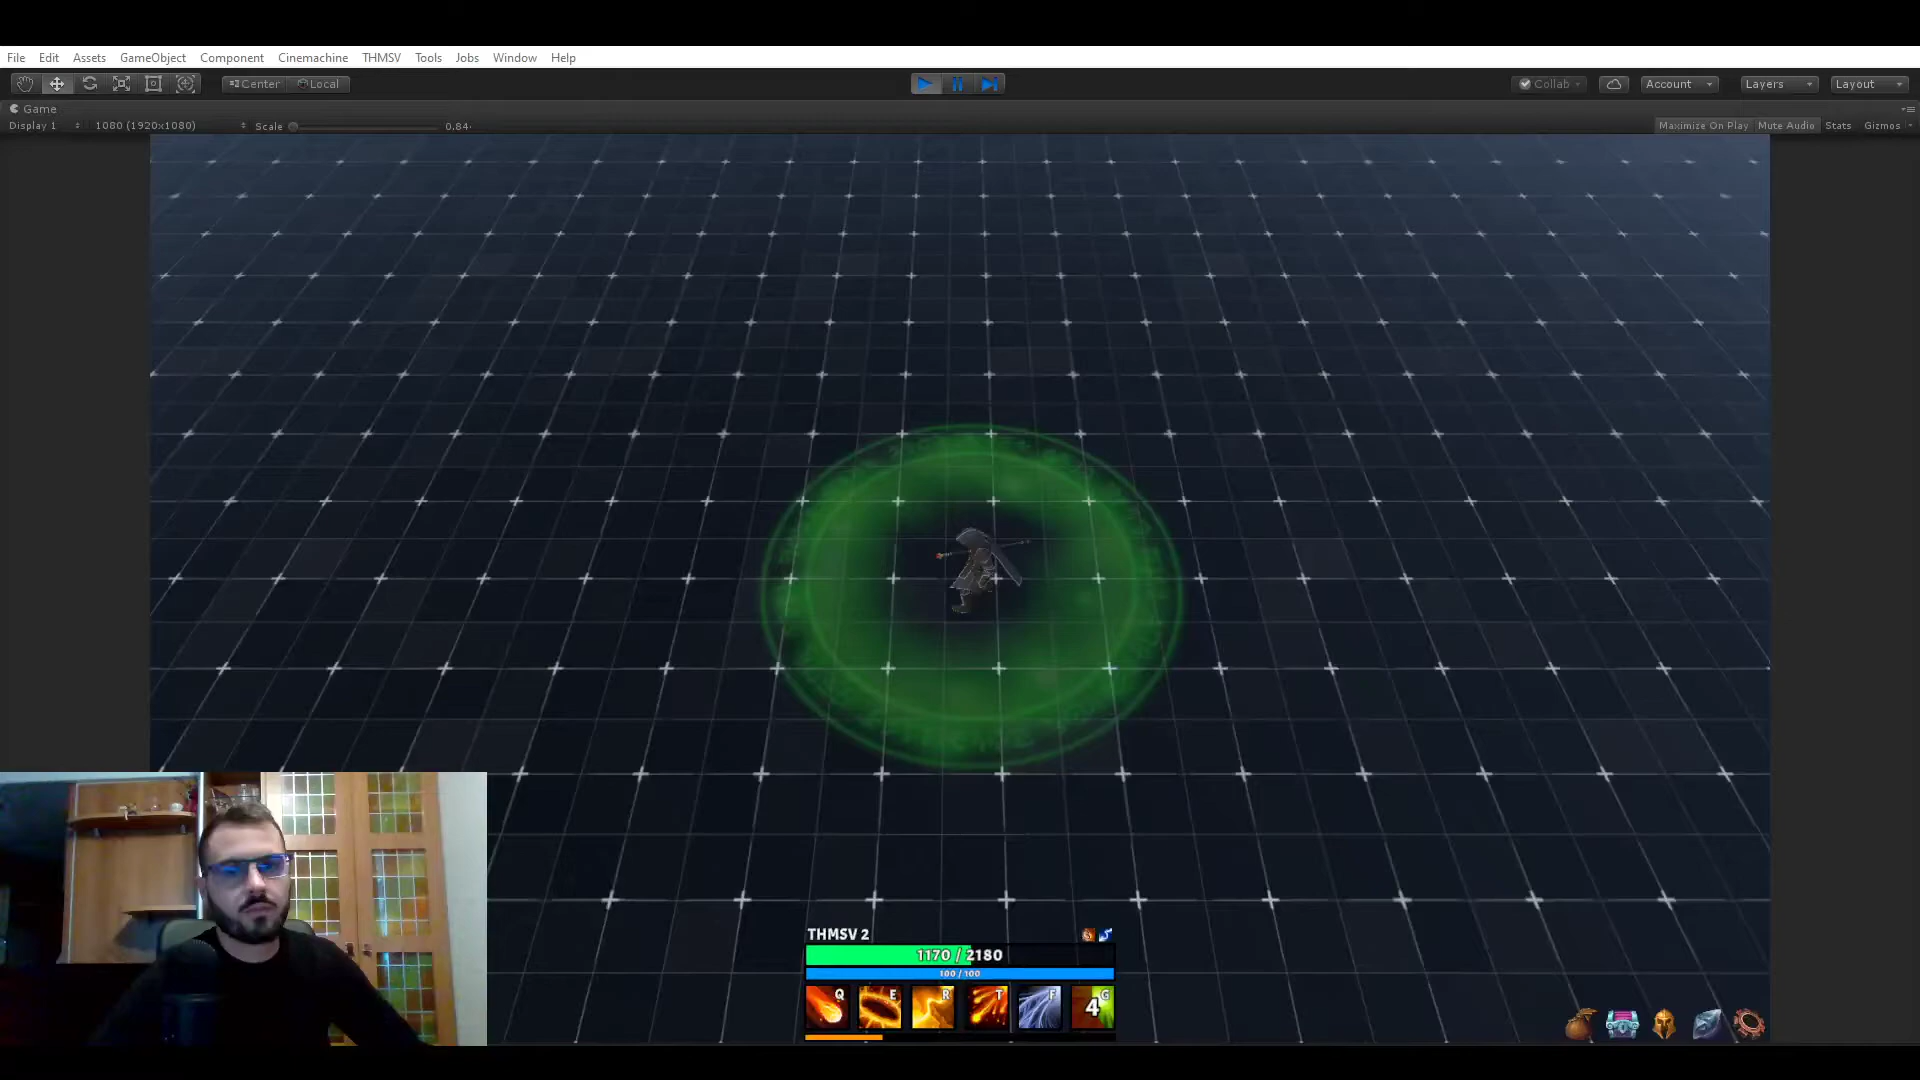 File Edit Assets GameObject Component Cinemachine THMSV Tools Jobs Window Help
Center Local Collab Account Layers Layout
Game
Display 1 1080 (1920x1080) Scale 0.84 Maximize On Play Mute Audio Stats Gizmos
THMSV 2
1170 / 2180
100 / 100
Q E R T F G
4